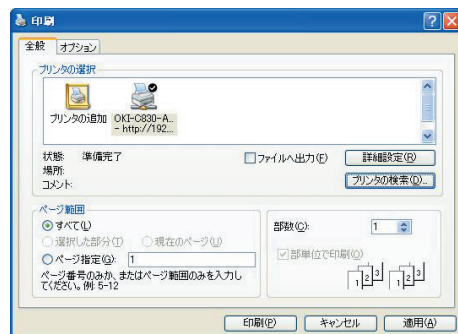 印刷
全般 オプション
プリンタの選択
プリンタの追加 OKI-C830-A...
- http://192...
状態: 準備完了
場所:
コメント:
ファイルへ出力(F) 詳細設定(R)
プリンタの検索(D)...
ページ範囲
すべて(L)
選択した部分(T) 現在のページ(U)
ページ指定(G): 1
ページ番号のみか、またはページ範囲のみを入力し
てください。例: 5-12
部数(C): 1
部単位で印刷(O)
1 2 3 1 2 3
印刷(P) キャンセル 適用(A)